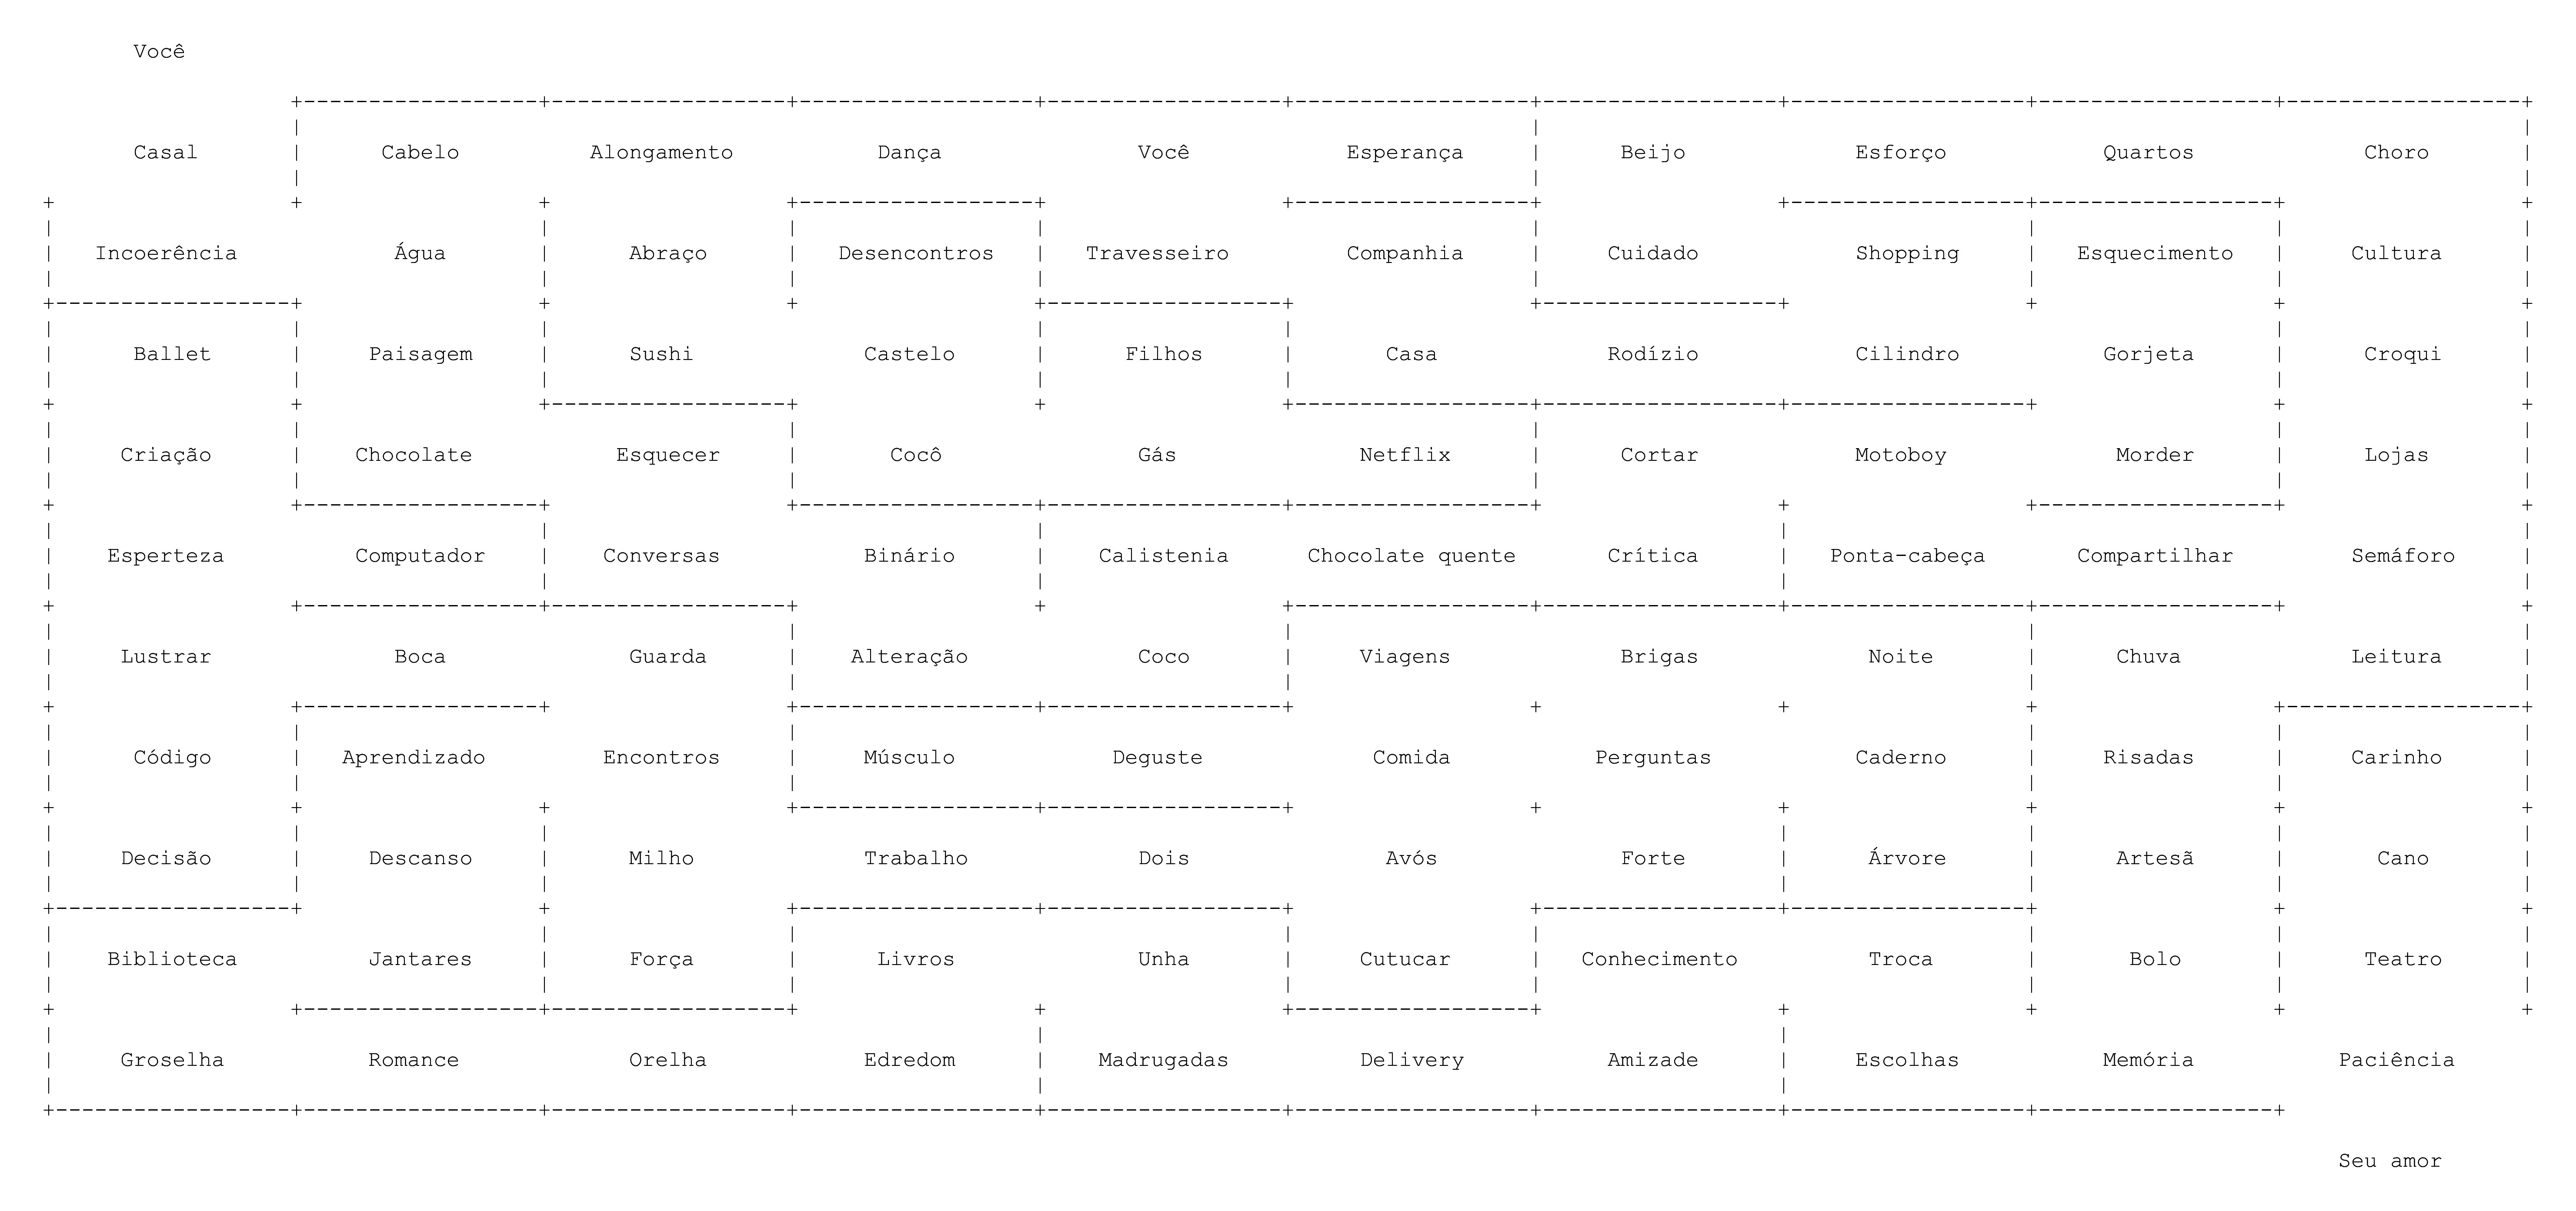 Você
Casal Cabelo Alongamento Dança Você Esperança Beijo Esforço Quartos Choro
Incoerência Água Abraço Desencontros Travesseiro Companhia Cuidado Shopping Esquecimento Cultura
Ballet Paisagem Sushi Castelo Filhos Casa Rodízio Cilindro Gorjeta Croqui
Criação Chocolate Esquecer Cocô Gás Netflix Cortar Motoboy Morder Lojas
Esperteza Computador Conversas Binário Calistenia Chocolate quente Crítica Ponta-cabeça Compartilhar Semáforo
Lustrar Boca Guarda Alteração Coco Viagens Brigas Noite Chuva Leitura
Código Aprendizado Encontros Músculo Deguste Comida Perguntas Caderno Risadas Carinho
Decisão Descanso Milho Trabalho Dois Avós Forte Árvore Artesã Cano
Biblioteca Jantares Força Livros Unha Cutucar Conhecimento Troca Bolo Teatro
Groselha Romance Orelha Edredom Madrugadas Delivery Amizade Escolhas Memória Paciência
Seu amor